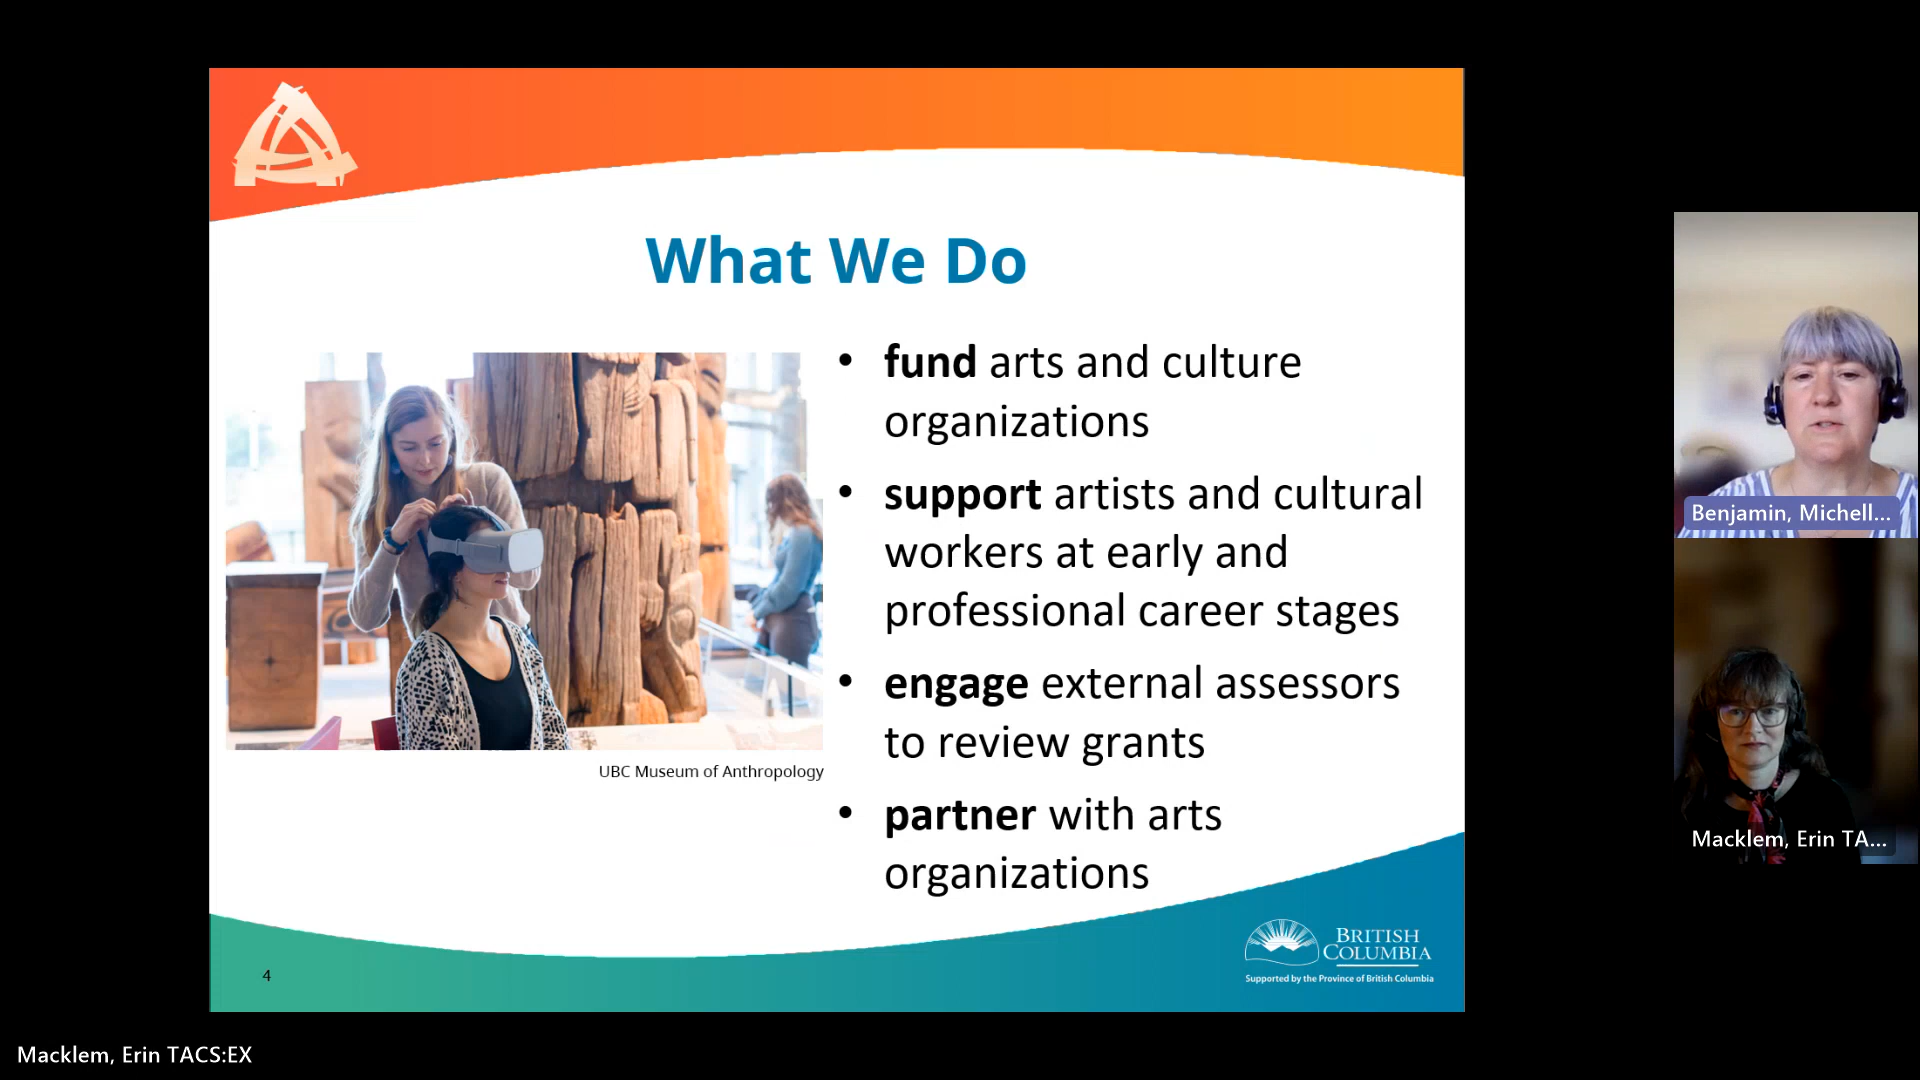 What We Do
• fund arts and culture
organizations
• support artists and cultural
workers at early and
professional career stages
• engage external assessors
to review grants
• partner with arts
organizations
UBC Museum of Anthropology
4
BRITISH
COLUMBIA
Supported by the Province of British Columbia
Benjamin, Michell...
Macklem, Erin TA...
Macklem, Erin TACS:EX